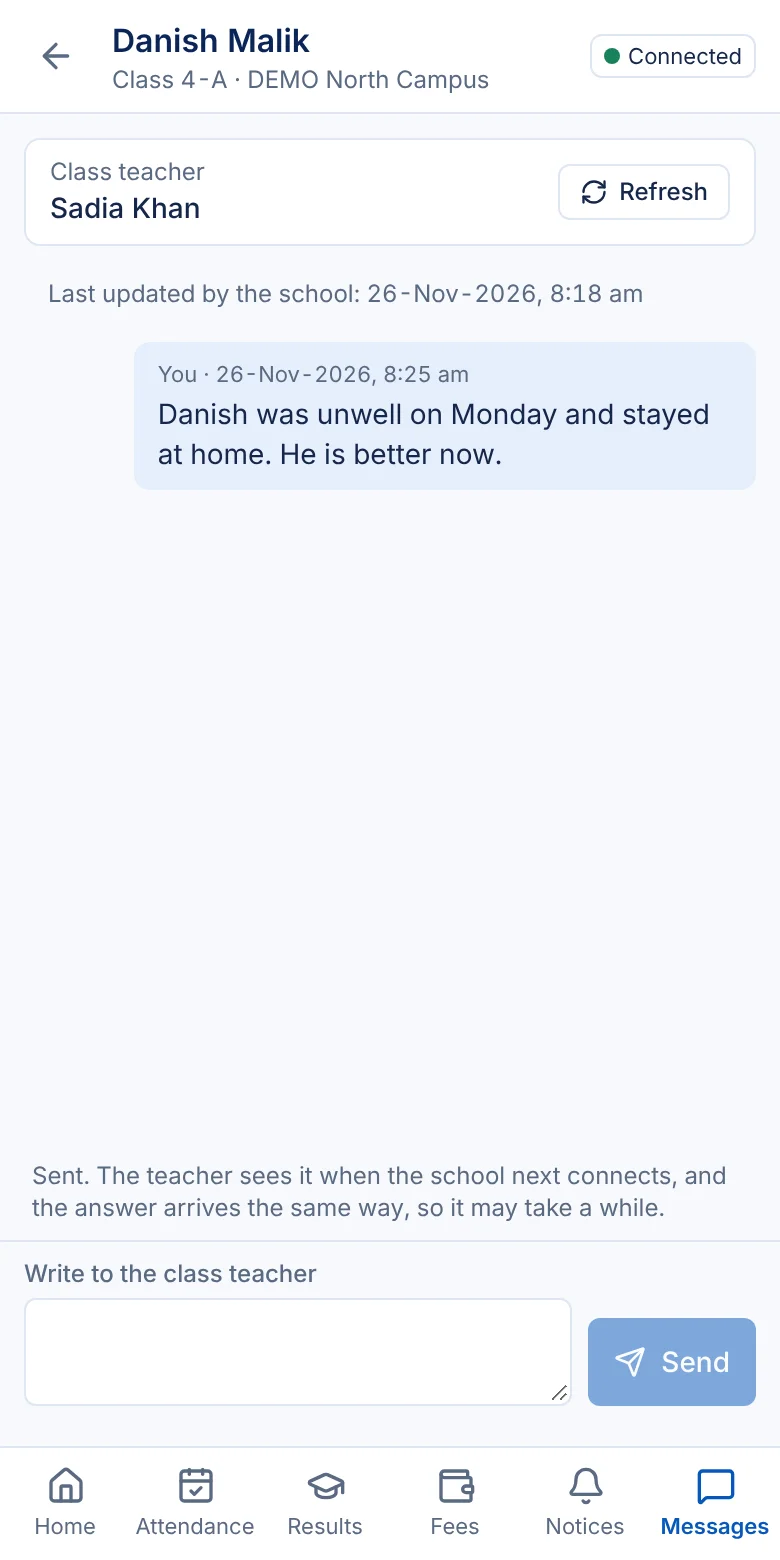 Danish Malik
Class 4-A · DEMO North Campus
Connected
Class teacher
Sadia Khan
Refresh
Last updated by the school: 26-Nov-2026, 8:18 am
You · 26-Nov-2026, 8:25 am
Danish was unwell on Monday and stayed
at home. He is better now.
Sent. The teacher sees it when the school next connects, and
the answer arrives the same way, so it may take a while.
Write to the class teacher
Send
Home
Attendance
Results
Fees
Notices
Messages